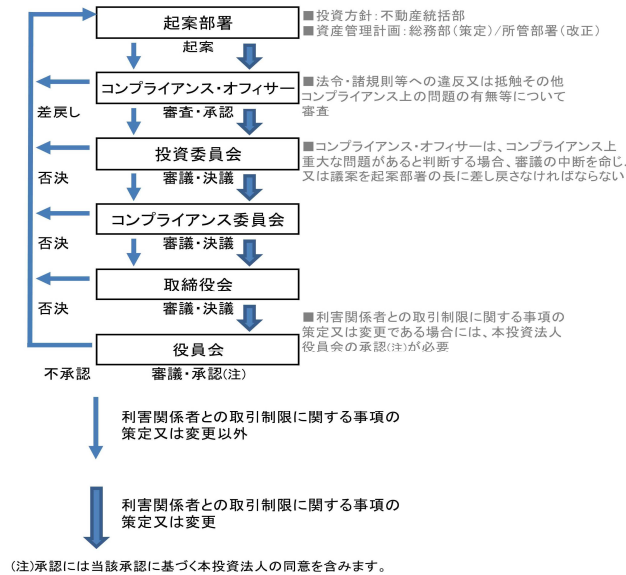 起案部署
■投資方針：不動産統括部
■資産管理計画：総務部（策定）/所管部署（改正）
起案
コンプライアンス・オフィサー
■法令・諸規則等への違反又は抵触その他
コンプライアンス上の問題の有無等について
審査
差戻し
審査・承認
投資委員会
■コンプライアンス・オフィサーは、コンプライアンス上
重大な問題があると判断する場合、審議の中断を命じ、
又は議案を起案部署の長に差し戻さなければならない
否決
審議・決議
コンプライアンス委員会
否決
審議・決議
取締役会
否決
審議・決議
■利害関係者との取引制限に関する事項の
策定又は変更である場合には、本投資法人
役員会の承認(注)が必要
役員会
不承認
審議・承認(注)
利害関係者との取引制限に関する事項の
策定又は変更以外
利害関係者との取引制限に関する事項の
策定又は変更
(注)承認には当該承認に基づく本投資法人の同意を含みます。